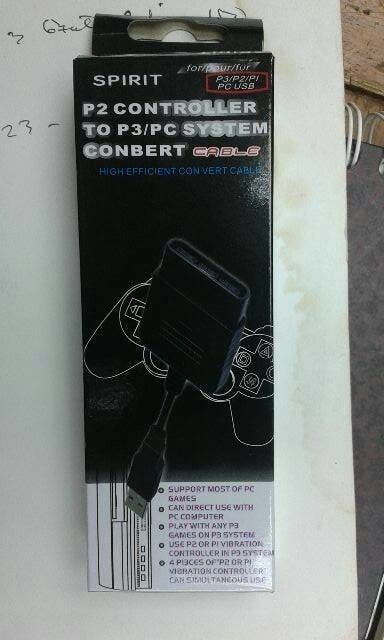 23 -
SPIRIT
for/pour/für
P3/P2/PI
PC USB
P2 CONTROLLER
TO P3/PC SYSTEM
CONBERT CABLE
HIGH EFFICIENT CONVERT CABLE
SUPPORT MOST OF PC
GAMES
CAN DIRECT USE WITH
PC COMPUTER
PLAY WITH ANY P3
GAMES ON P3 SYSTEM
USE P2 OR PI VIBRATION
CONTROLLER IN P3 SYSTEM
4 PI3CES OF"P2 OR PI
VIBRATION CONTROLLER
CAN SIMULTANGOUS USE